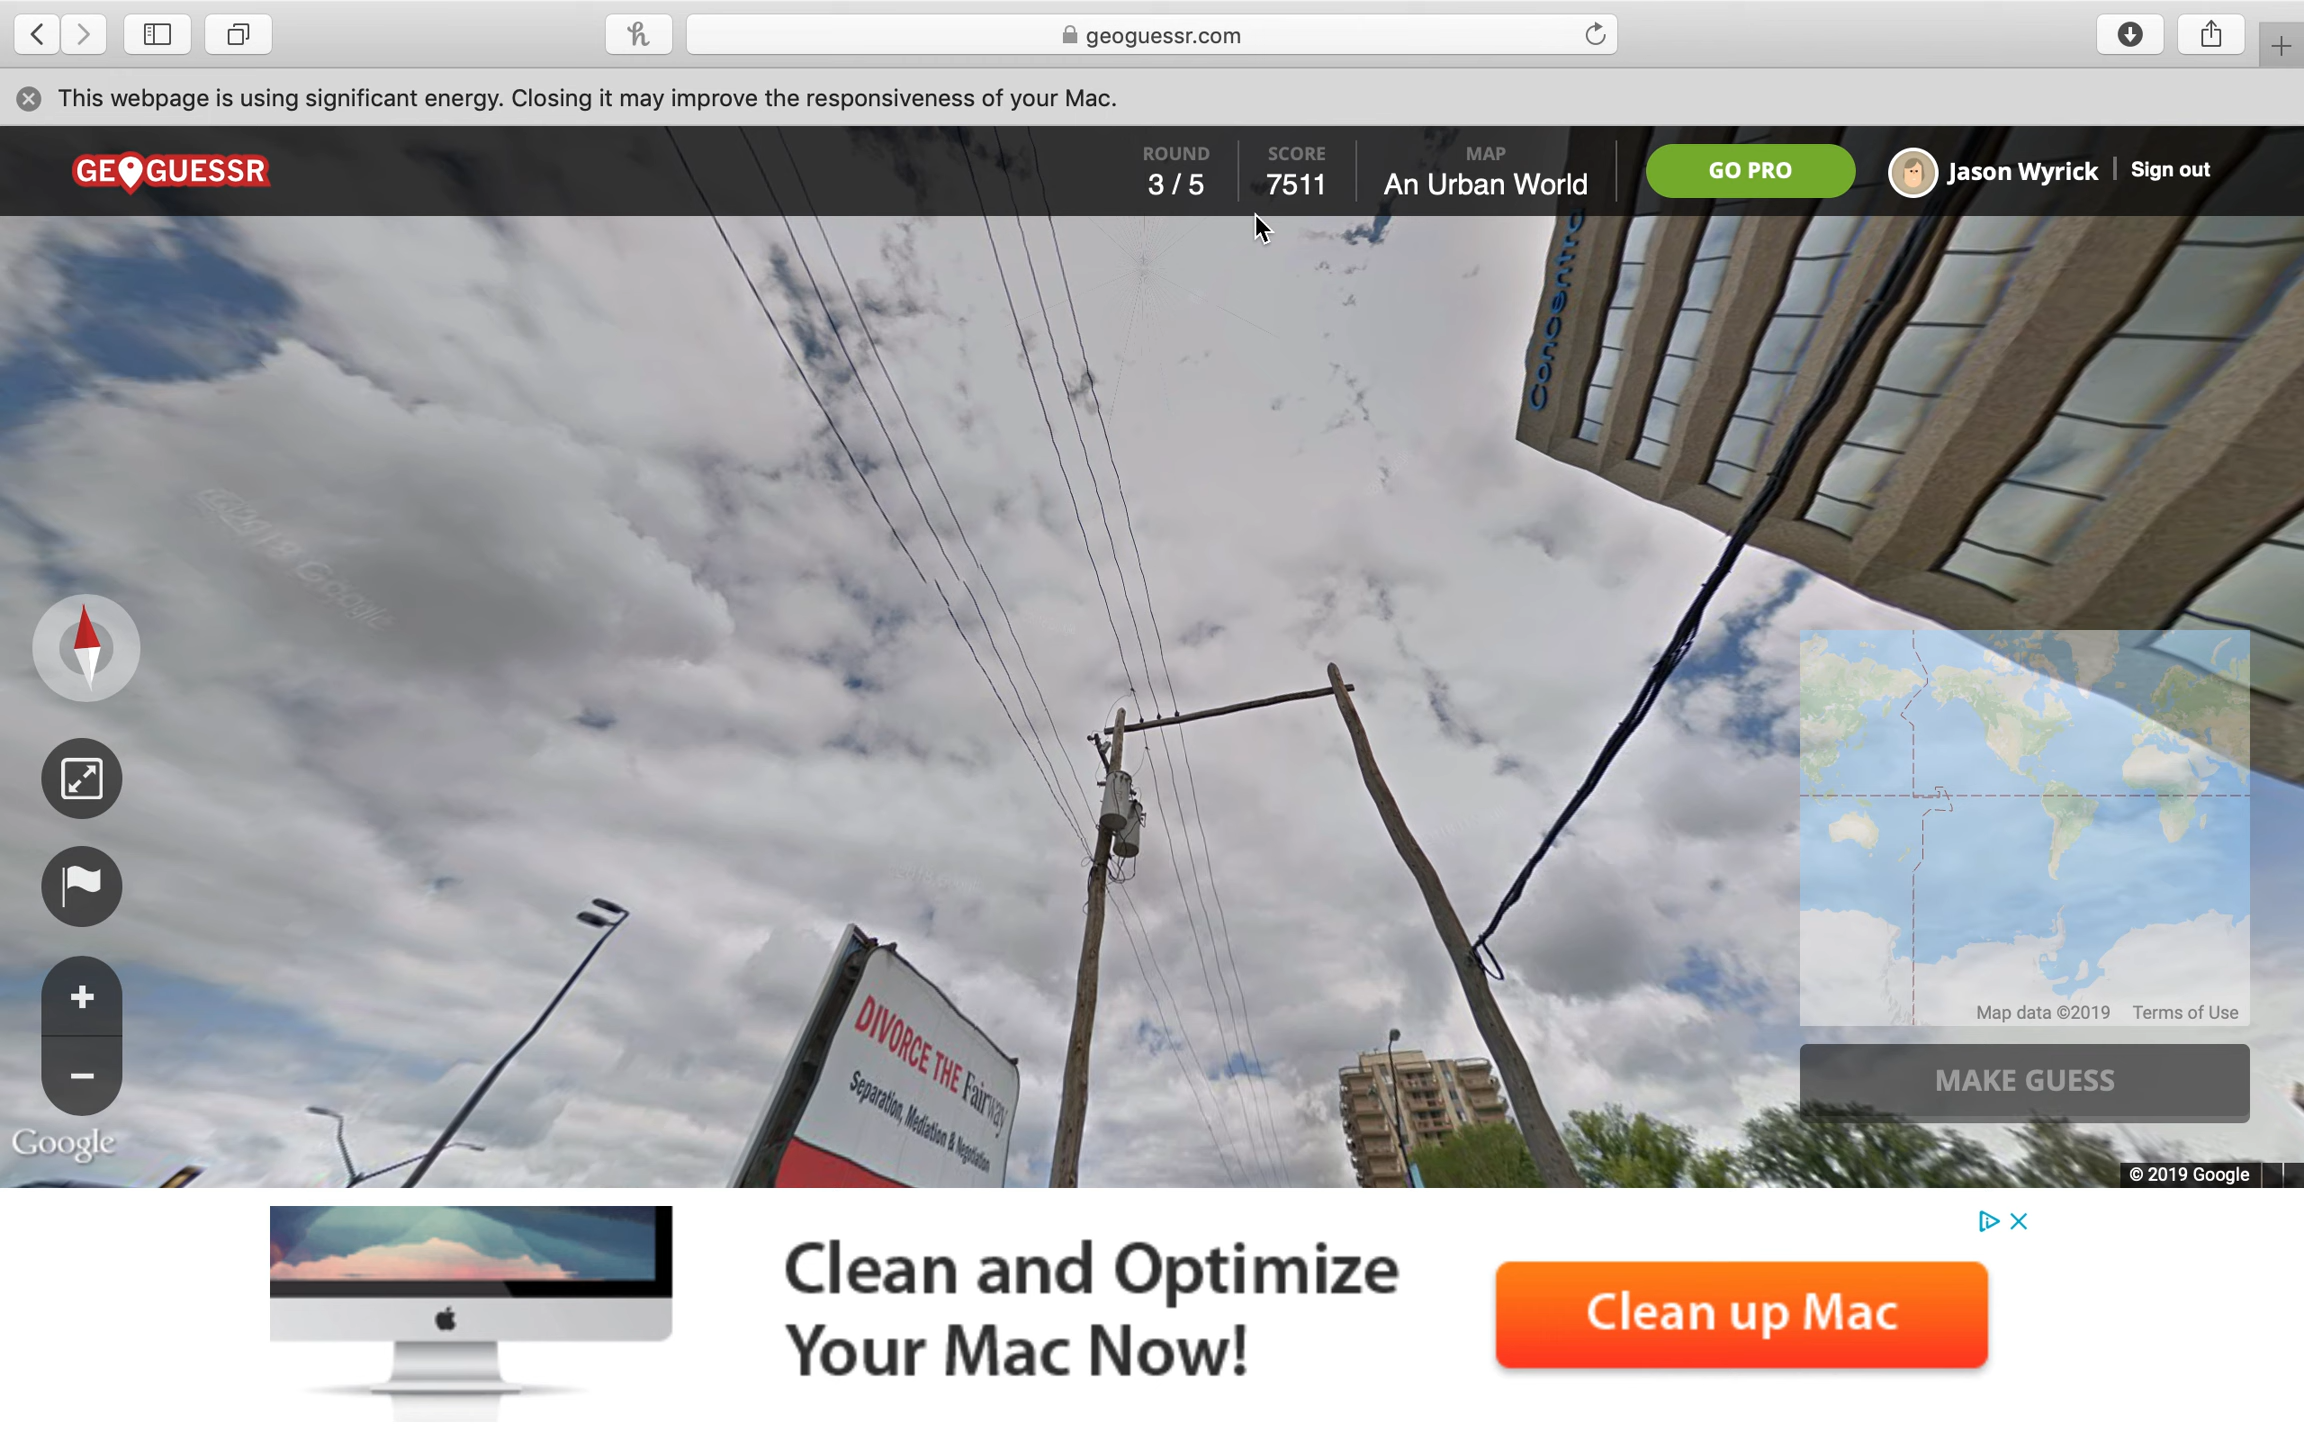 geoguessr.com
This webpage is using significant energy. Closing it may improve the responsiveness of your Mac.
GEOGUESSR
ROUND
3 / 5
SCORE
7511
MAP
An Urban World
GO PRO
Jason Wyrick
Sign out
Concentra
DIVORCE THE Fairway
Separation, Mediation & Negotiation
Map data ©2019
Terms of Use
MAKE GUESS
Google
© 2019 Google
Clean and Optimize
Your Mac Now!
Clean up Mac